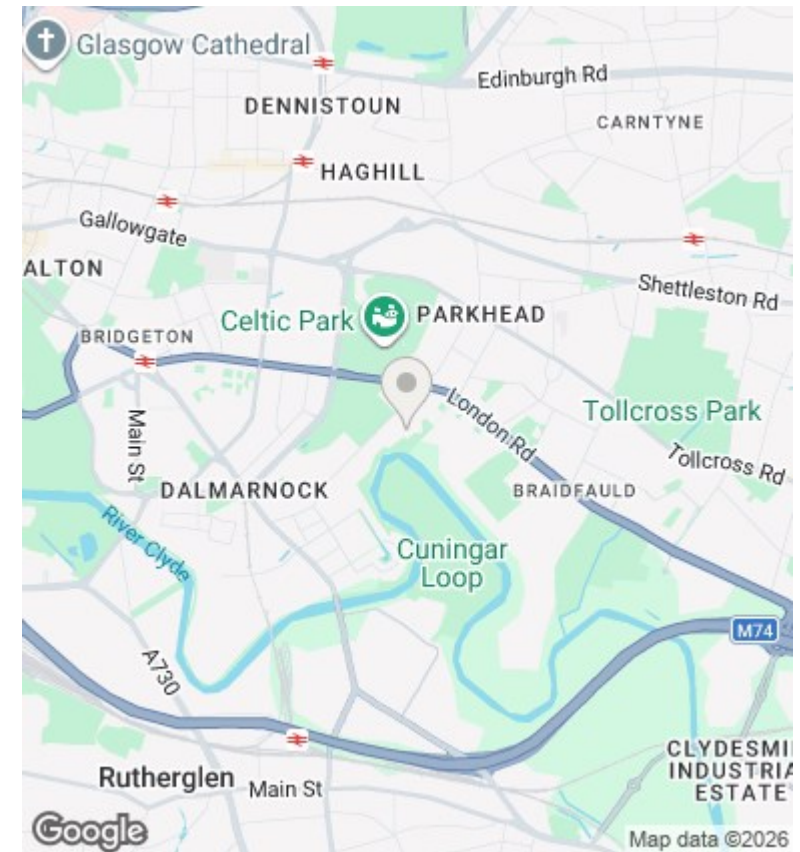 Glasgow Cathedral
Edinburgh Rd
DENNISTOUN
CARNTYNE
HAGHILL
Gallowgate
ALTON
Shettleston Rd
Celtic Park
PARKHEAD
BRIDGETON
London Rd
Tollcross Park
Main St
Tollcross Rd
DALMARNOCK
BRAIDFAULD
River Clyde
Cuningar
Loop
M74
A730
CLYDESMI
INDUSTRIA
ESTATE
Rutherglen
Main St
Google
Map data ©2026